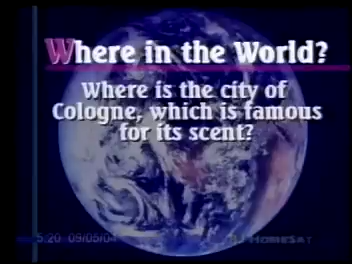 Where in the World?
Where is the city of
Cologne, which is famous
for its scent?
5:20 09/05/04
HomeSat